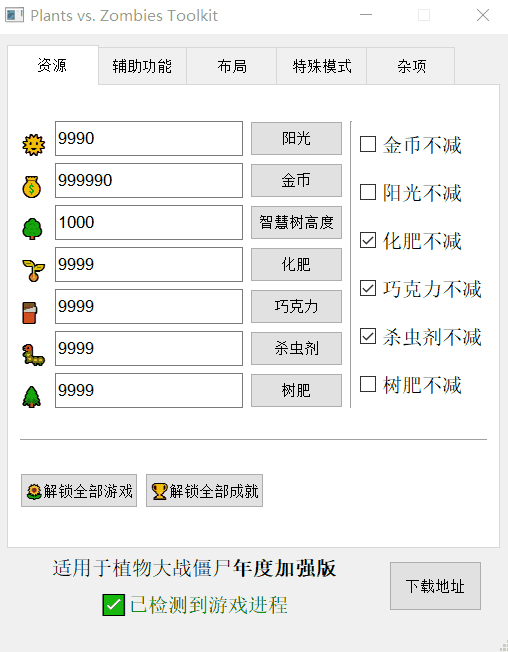 Plants vs. Zombies Toolkit
资源 辅助功能 布局 特殊模式 杂项
9990 阳光
999990 金币
1000 智慧树高度
9999 化肥
9999 巧克力
9999 杀虫剂
9999 树肥
金币不减
阳光不减
化肥不减
巧克力不减
杀虫剂不减
树肥不减
解锁全部游戏 解锁全部成就
适用于植物大战僵尸年度加强版
已检测到游戏进程
下载地址